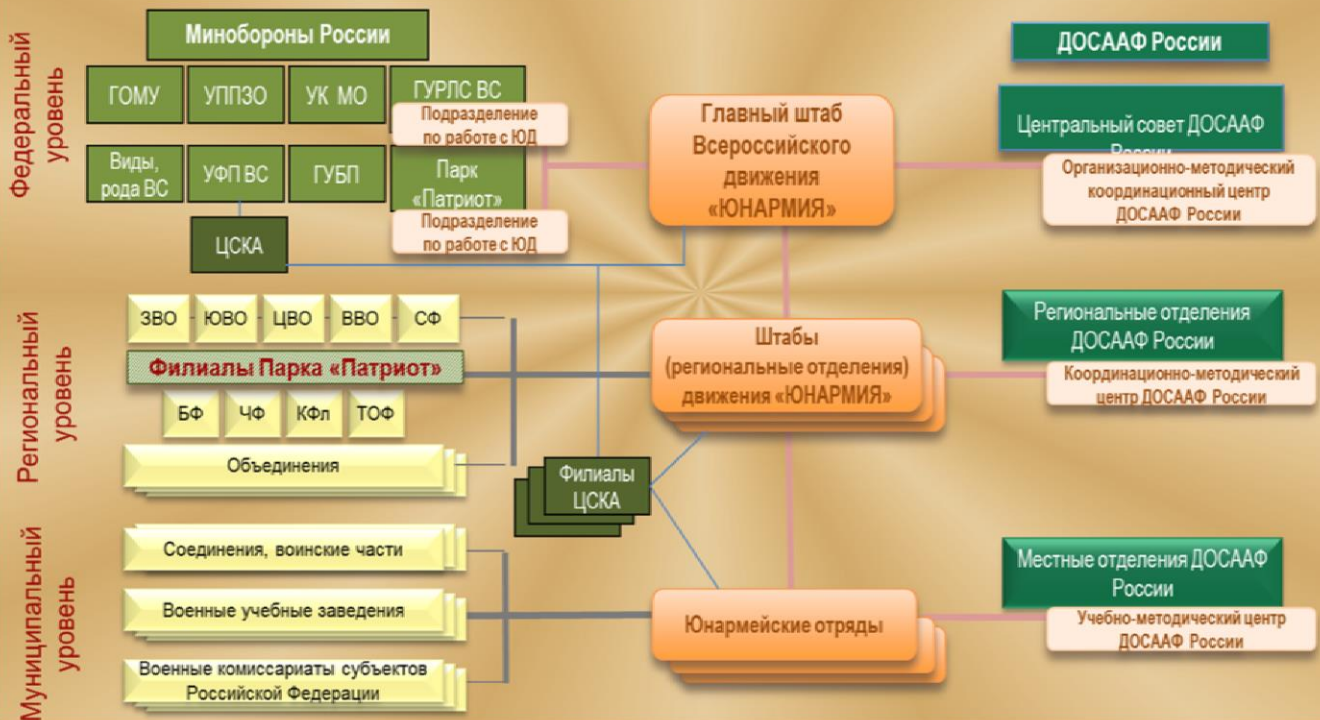 Федеральный
уровень
Минобороны России
ГОМУ
УППЗО
УК МО
ГУРЛС ВС
Подразделение
по работе с ЮД
Виды,
рода ВС
УФП ВС
ГУБП
Парк
«Патриот»
Подразделение
по работе с ЮД
ЦСКА
Главный штаб
Всероссийского
движения
«ЮНАРМИЯ»
ДОСААФ России
Центральный совет ДОСААФ
России
Организационно-методический
координационный центр
ДОСААФ России
Региональный
уровень
ЗВО
ЮВО
ЦВО
ВВО
СФ
Филиалы Парка «Патриот»
БФ
ЧФ
КФл
ТОФ
Объединения
Филиалы
ЦСКА
Штабы
(региональные отделения)
движения «ЮНАРМИЯ»
Региональные отделения
ДОСААФ России
Координационно-методический
центр ДОСААФ России
Муниципальный
уровень
Соединения, воинские части
Военные учебные заведения
Военные комиссариаты субъектов
Российской Федерации
Юнармейские отряды
Местные отделения ДОСААФ
России
Учебно-методический центр
ДОСААФ России